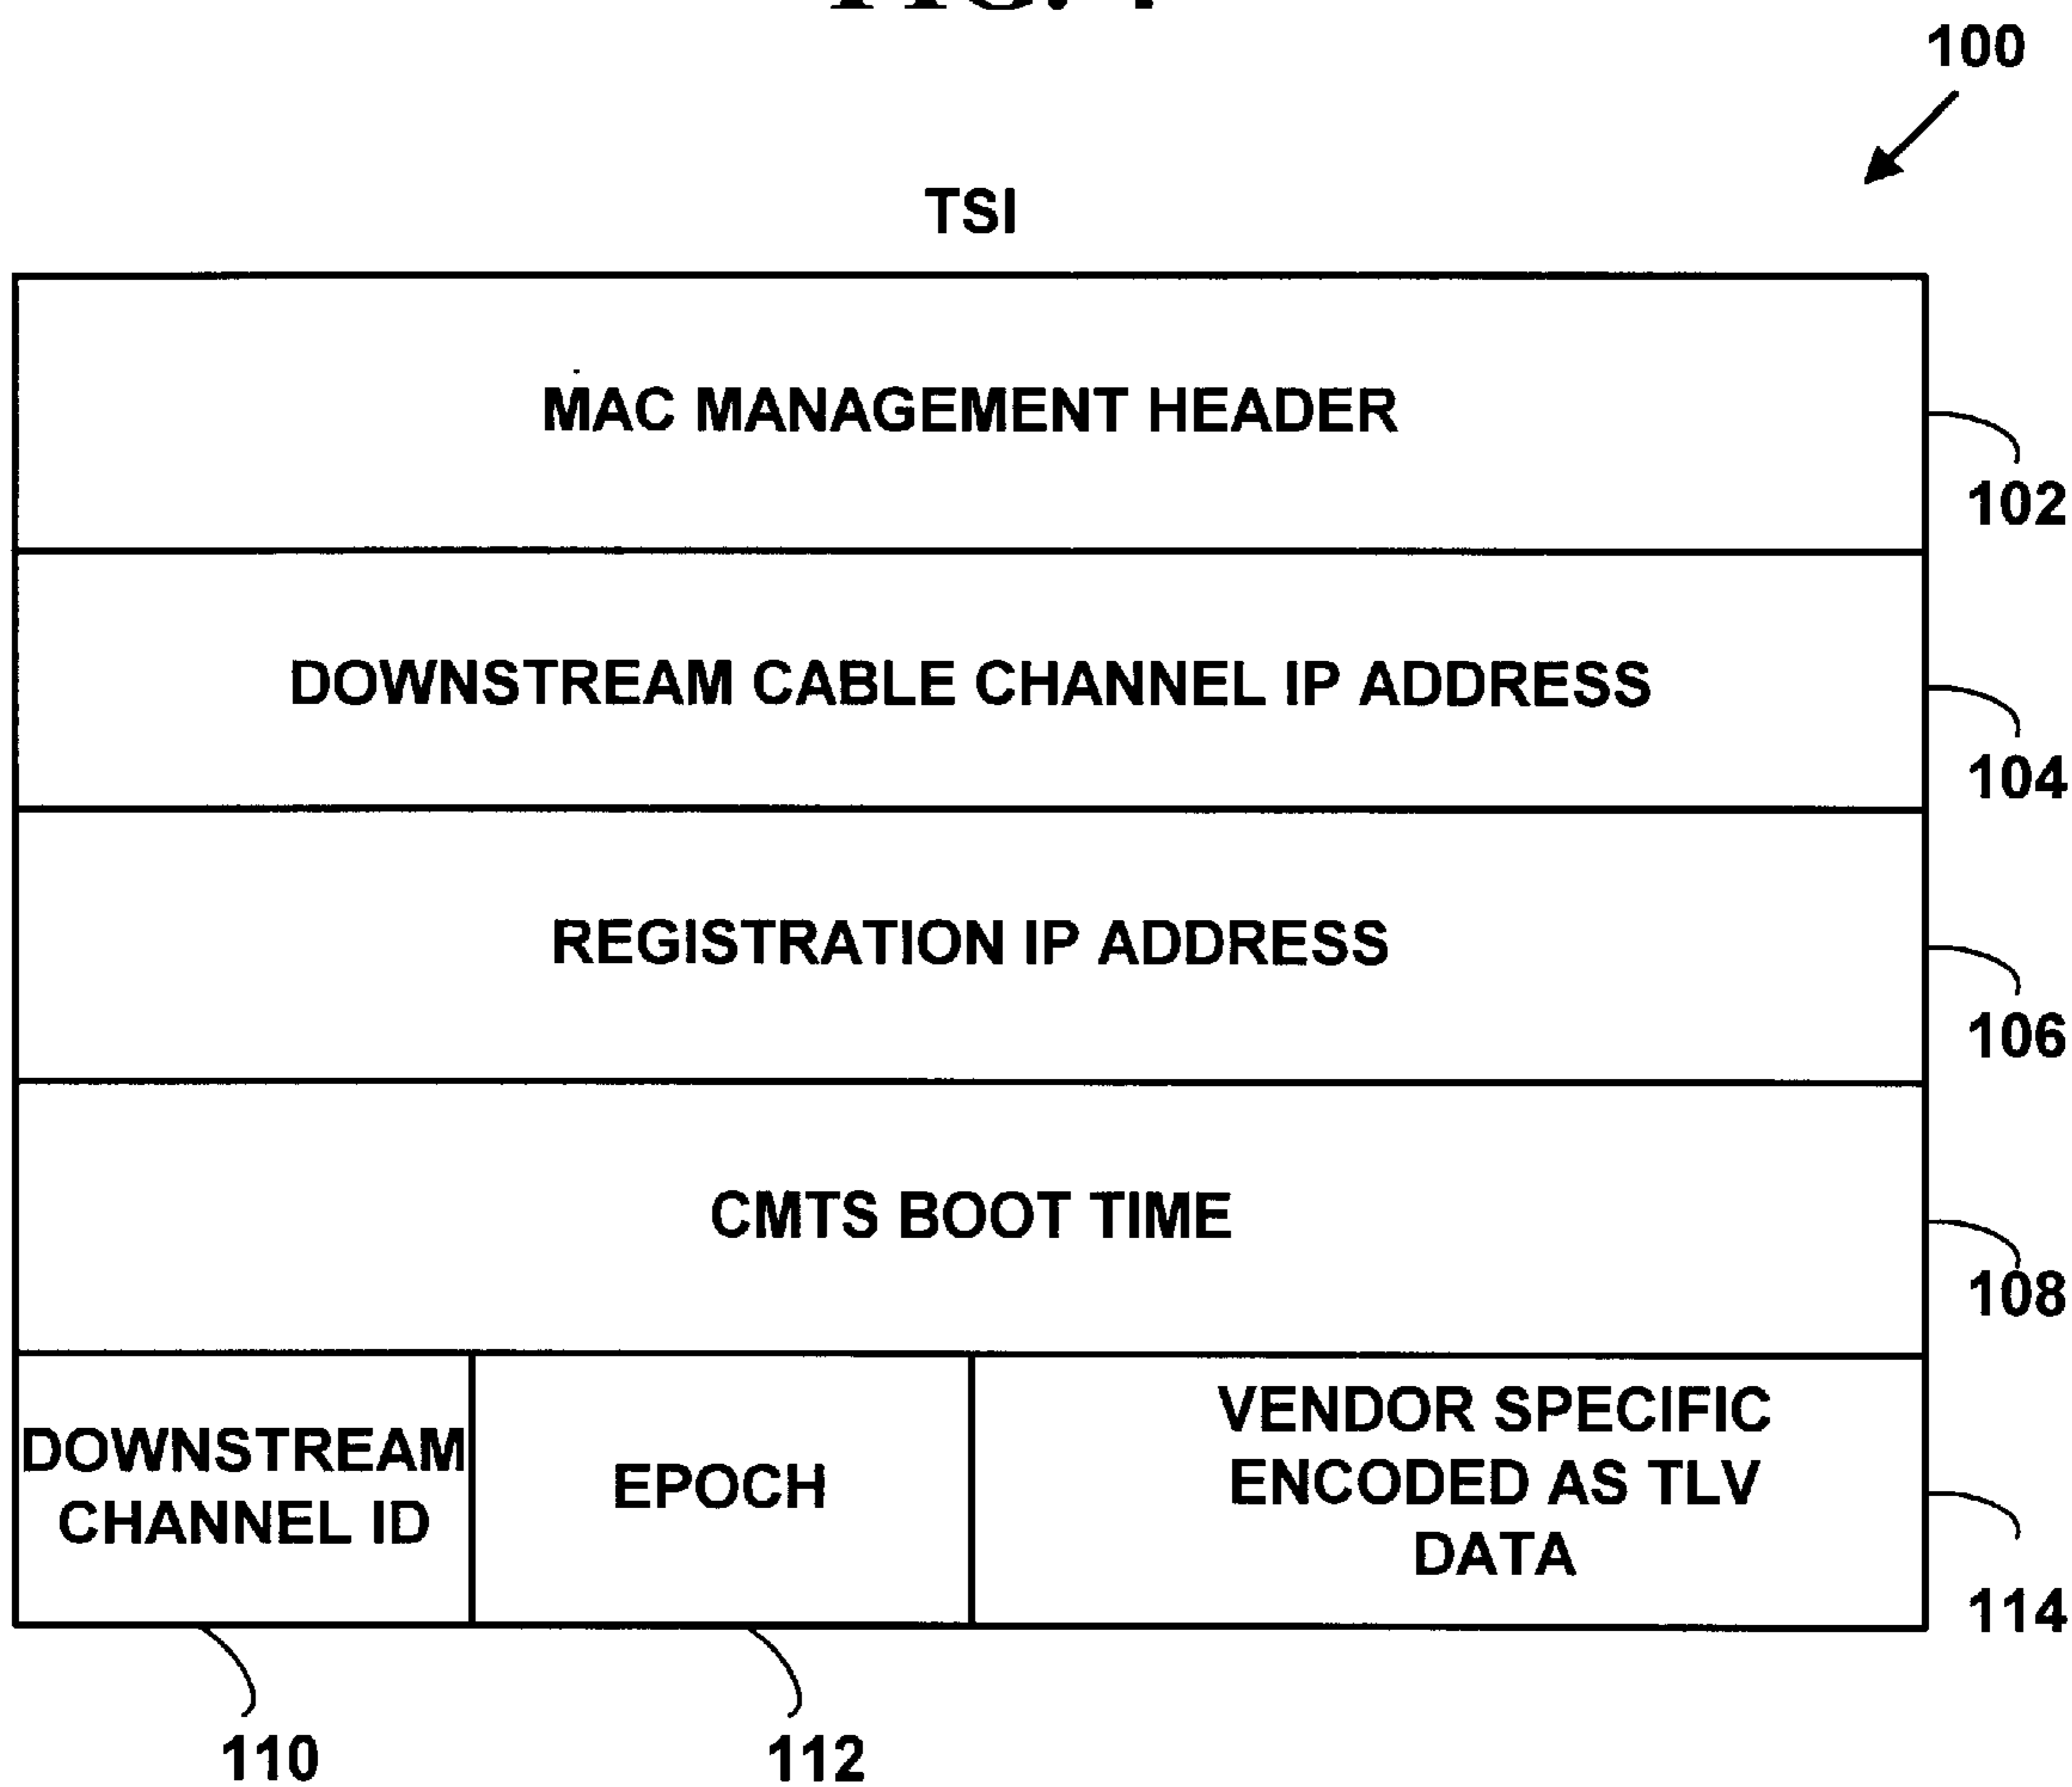 100
TSI
MAC MANAGEMENT HEADER
102
DOWNSTREAM CABLE CHANNEL IP ADDRESS
104
REGISTRATION IP ADDRESS
106
CMTS BOOT TIME
108
DOWNSTREAM
CHANNEL ID
EPOCH
VENDOR SPECIFIC
ENCODED AS TLV
DATA
114
110
112